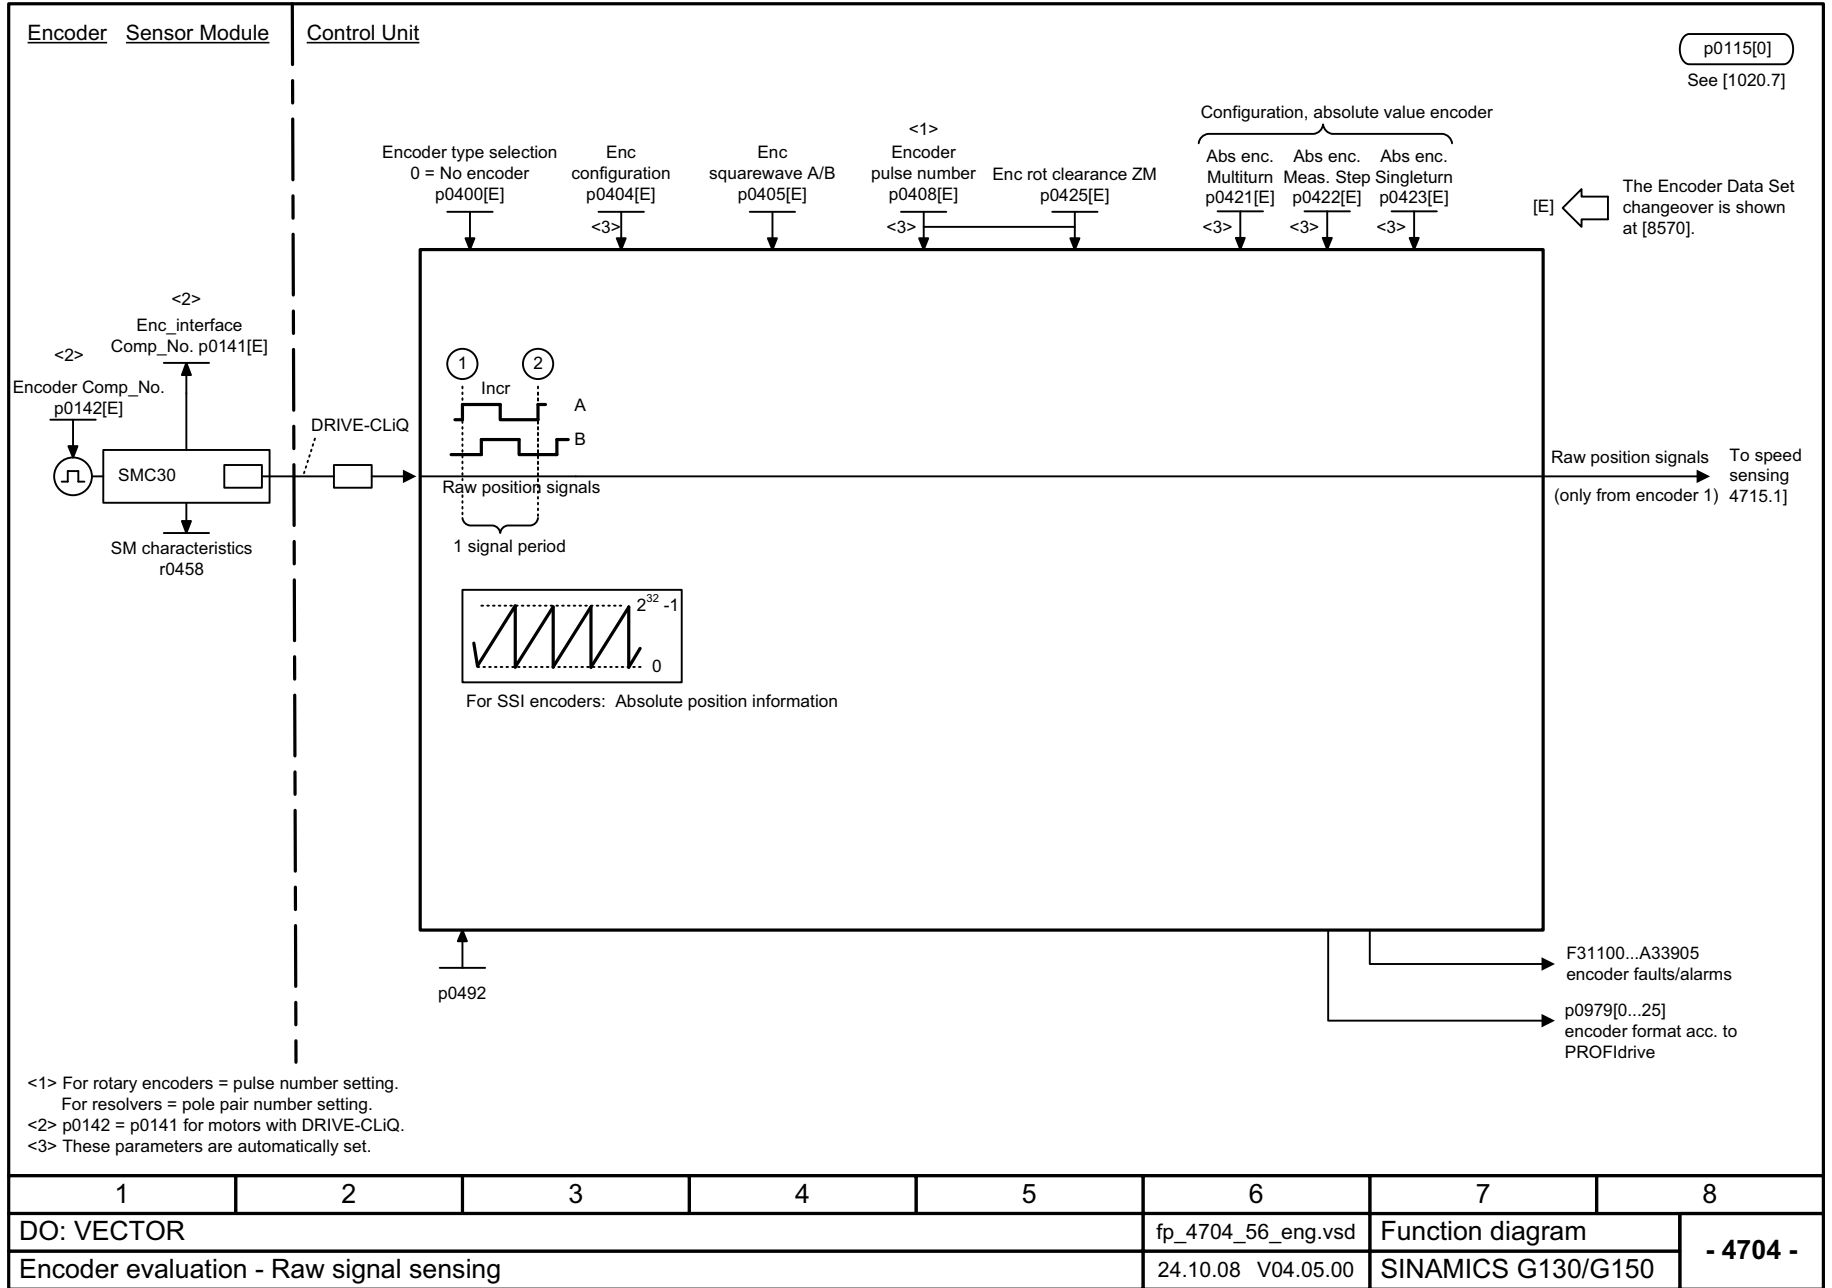 Encoder Sensor Module
Control Unit
p0115[0]
See [1020.7]
Encoder type selection
0 = No encoder
p0400[E]
Enc
configuration
p0404[E]
<3>
Enc
squarewave A/B
p0405[E]
<1>
Encoder
pulse number
p0408[E]
<3>
Enc rot clearance ZM
p0425[E]
Configuration, absolute value encoder
Abs enc.
Multiturn
p0421[E]
<3>
Abs enc.
Meas. Step
p0422[E]
<3>
Abs enc.
Singleturn
p0423[E]
<3>
[E]
The Encoder Data Set
changeover is shown
at [8570].
<2>
Enc_interface
Comp_No. p0141[E]
<2>
Encoder Comp_No.
p0142[E]
SMC30
SM characteristics
r0458
DRIVE-CLiQ
1
2
Incr
A
B
Raw position signals
1 signal period
2^32 -1
0
For SSI encoders: Absolute position information
Raw position signals
(only from encoder 1)
To speed
sensing
4715.1]
p0492
F31100...A33905
encoder faults/alarms
p0979[0...25]
encoder format acc. to
PROFIdrive
<1> For rotary encoders = pulse number setting.
For resolvers = pole pair number setting.
<2> p0142 = p0141 for motors with DRIVE-CLiQ.
<3> These parameters are automatically set.
1 2 3 4 5 6 7 8
DO: VECTOR
fp_4704_56_eng.vsd
Function diagram
- 4704 -
Encoder evaluation - Raw signal sensing
24.10.08 V04.05.00
SINAMICS G130/G150